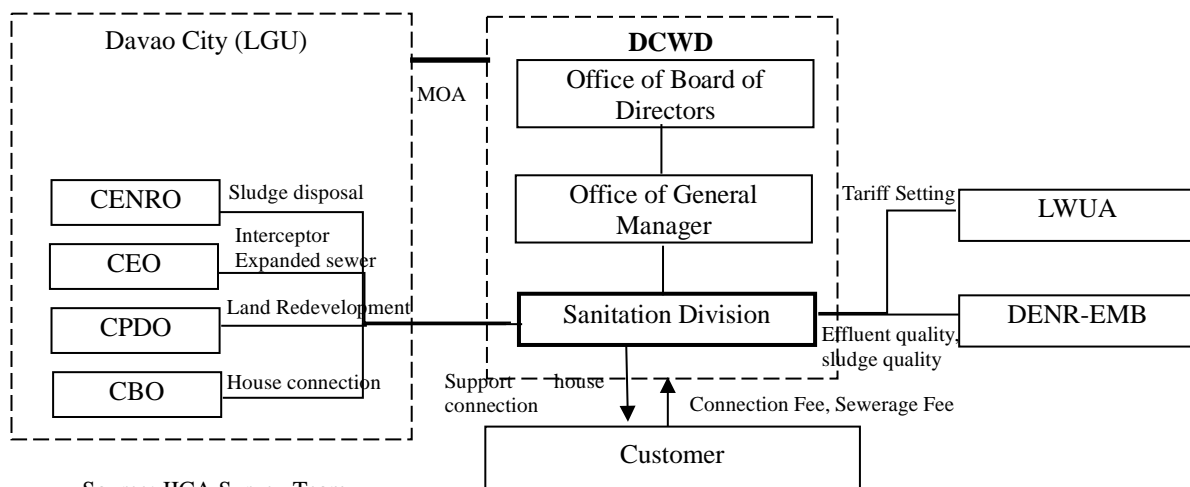 Davao City (LGU)
MOA
CENRO
Sludge disposal
CEO
Interceptor
Expanded sewer
CPDO
Land Redevelopment
CBO
House connection
DCWD
Office of Board of
Directors
Office of General
Manager
Sanitation Division
Tariff Setting
LWUA
DENR-EMB
Effluent quality,
sludge quality
Support house
connection
Connection Fee, Sewerage Fee
Customer